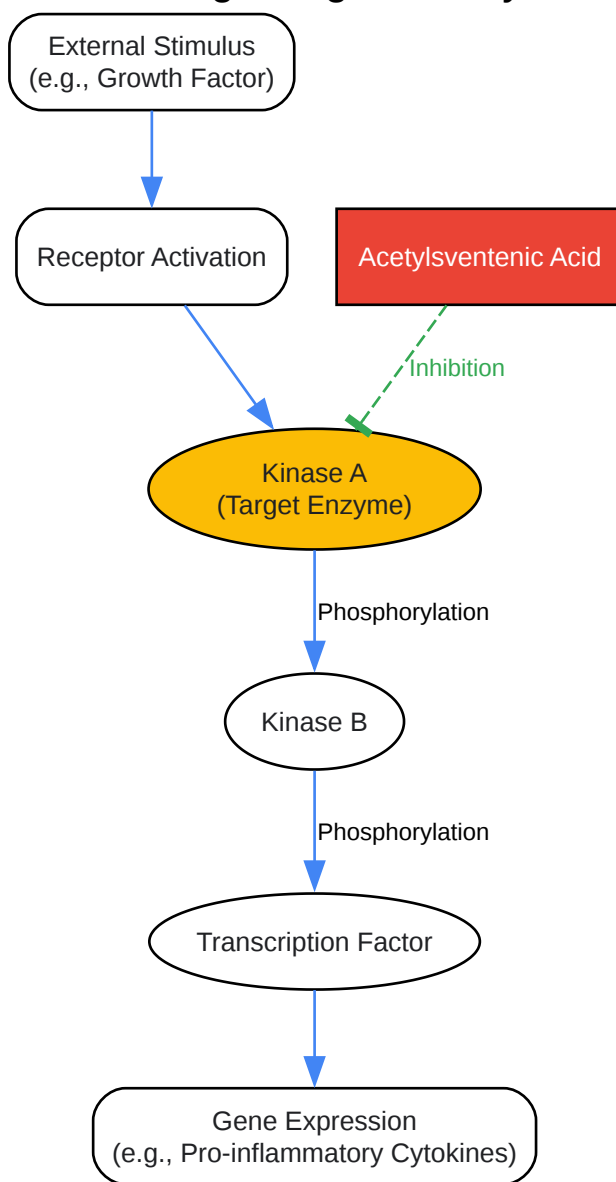 External Stimulus
(e.g., Growth Factor)
Receptor Activation
Acetylsventenic Acid
Inhibition
Kinase A
(Target Enzyme)
Phosphorylation
Kinase B
Phosphorylation
Transcription Factor
Gene Expression
(e.g., Pro-inflammatory Cytokines)